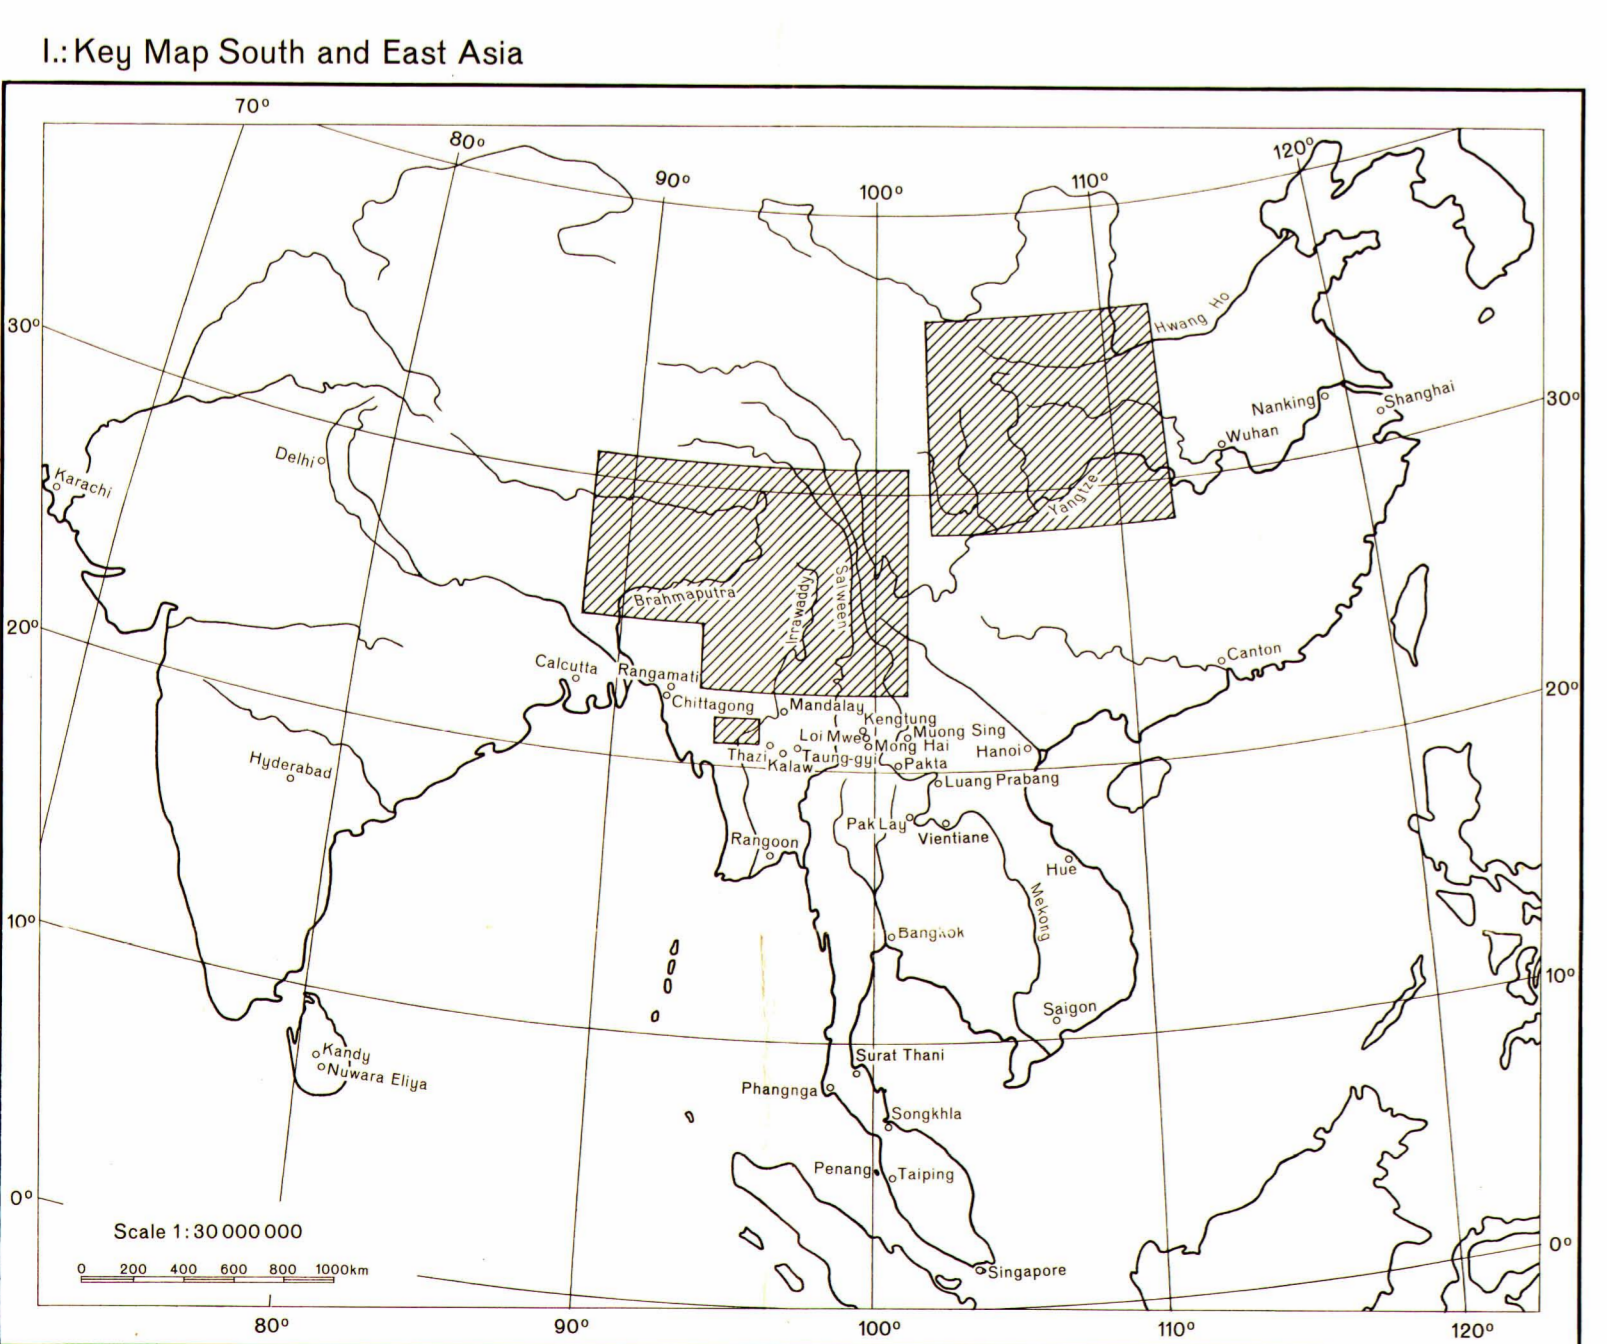 I.: Key Map South and East Asia
70°
80°
90°
100°
110°
120°
30°
Hwang Ho
30°
Nanking
Shanghai
Wuhan
Delhi
Karachi
Yangtze
Brahmaputra
Irrawaddy
Salween
20°
Canton
Calcutta
Rangamati
Chittagong
20°
Mandalay
Kengtung
Muong Sing
Loi Mwe
Mong Hai
Hanoi
Thazi
Taung-gyi
Kalaw
Pakta
Hyderabad
Luang Prabang
Pak Lay
Vientiane
Rangoon
Hue
Mekong
10°
Bangkok
10°
Saigon
Kandy
Surat Thani
Nuwara Eliya
Phangnga
Songkhla
Penang
Taiping
0°
Scale 1:30 000 000
0°
0 200 400 600 800 1000km
Singapore
80°
90°
100°
110°
120°